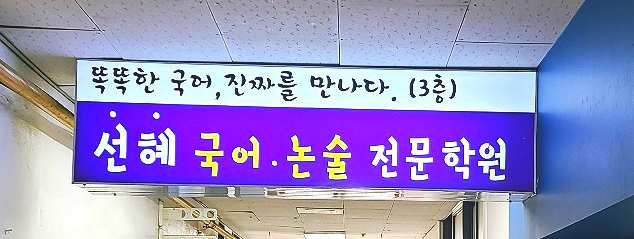 똑똑한 국어, 진짜를 만나다. (3층)
선혜 국어·논술 전문학원